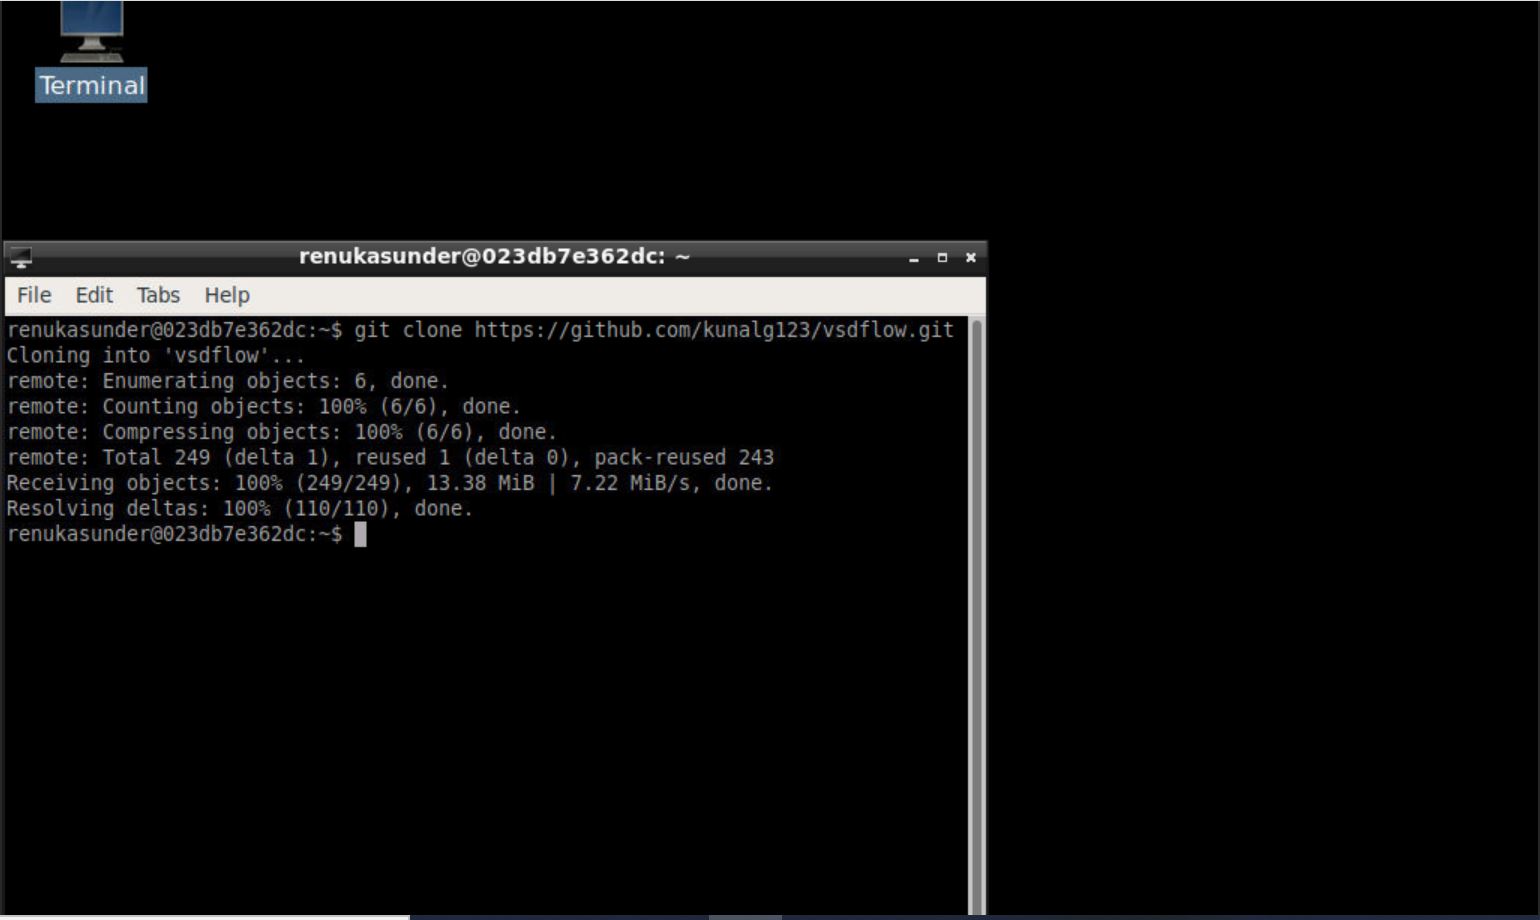 Terminal
renukasunder@023db7e362dc: ~
File Edit Tabs Help
renukasunder@023db7e362dc:~$ git clone https://github.com/kunalg123/vsdflow.git
Cloning into 'vsdflow'...
remote: Enumerating objects: 6, done.
remote: Counting objects: 100% (6/6), done.
remote: Compressing objects: 100% (6/6), done.
remote: Total 249 (delta 1), reused 1 (delta 0), pack-reused 243
Receiving objects: 100% (249/249), 13.38 MiB | 7.22 MiB/s, done.
Resolving deltas: 100% (110/110), done.
renukasunder@023db7e362dc:~$